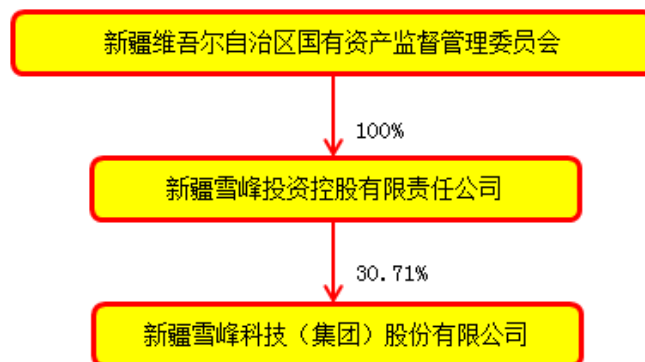 新疆维吾尔自治区国有资产监督管理委员会
100%
新疆雪峰投资控股有限责任公司
30.71%
新疆雪峰科技（集团）股份有限公司